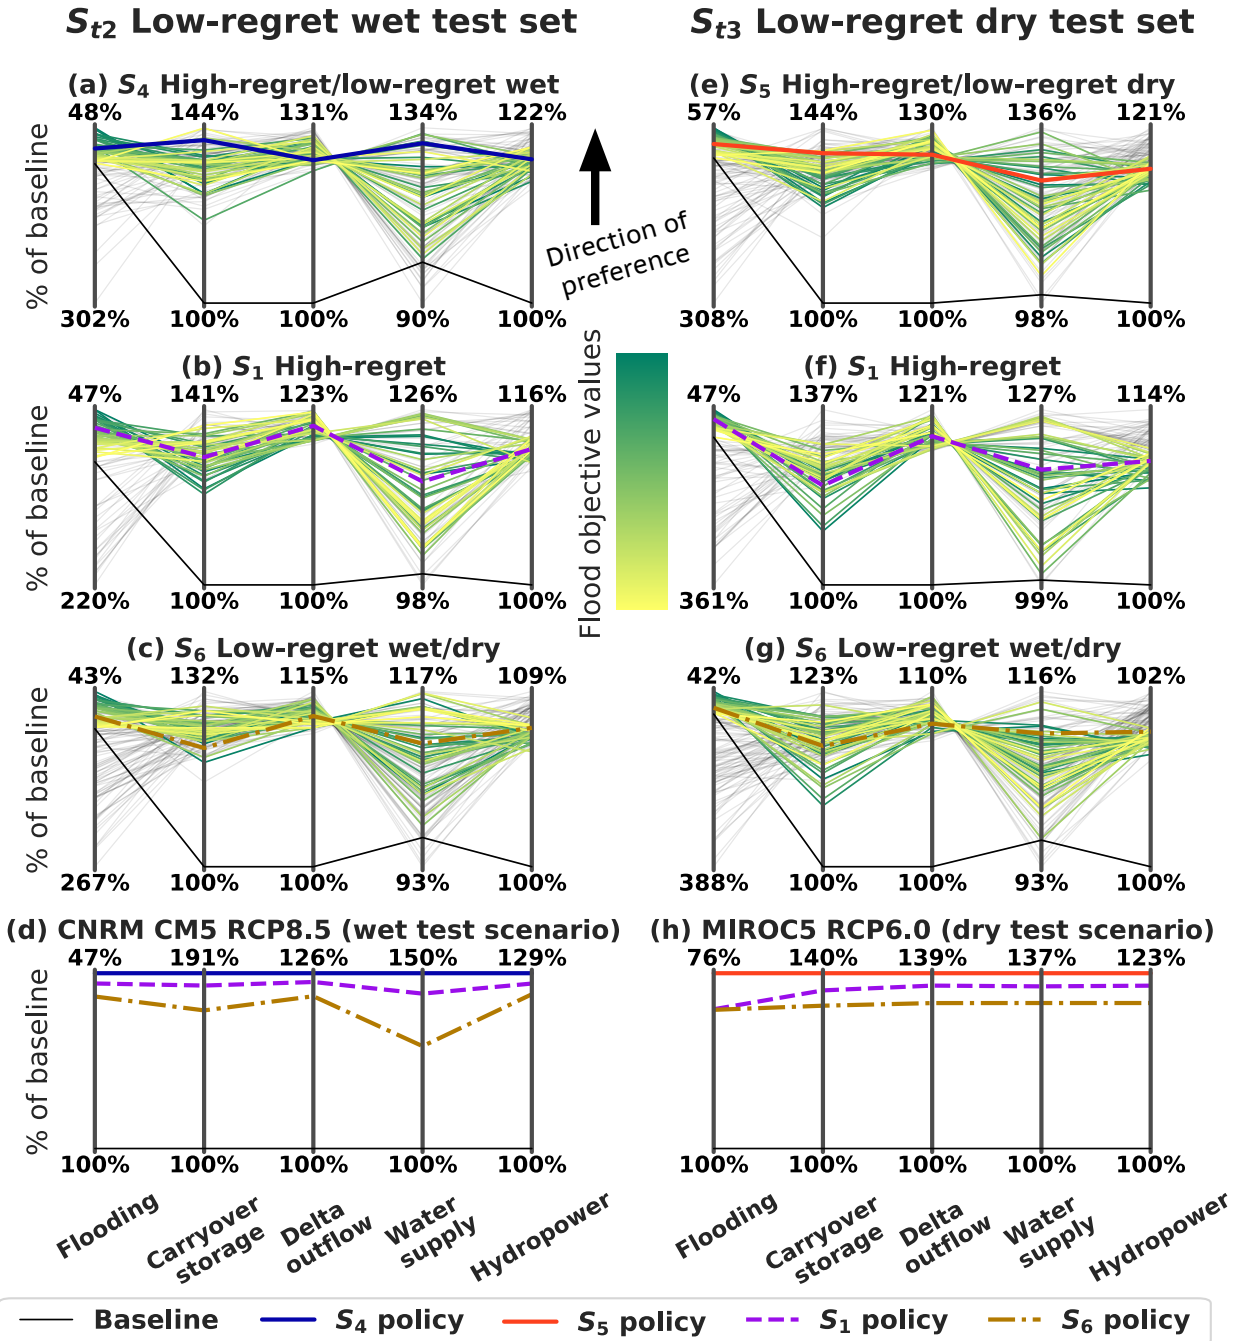 S_t2 Low-regret wet test set
S_t3 Low-regret dry test set
(a) S_4 High-regret/low-regret wet
48% 144% 131% 134% 122%
% of baseline
302% 100% 100% 90% 100%
(e) S_5 High-regret/low-regret dry
57% 144% 130% 136% 121%
308% 100% 100% 98% 100%
Direction of
preference
(b) S_1 High-regret
47% 141% 123% 126% 116%
% of baseline
220% 100% 100% 98% 100%
Flood objective values
(f) S_1 High-regret
47% 137% 121% 127% 114%
361% 100% 100% 99% 100%
(c) S_6 Low-regret wet/dry
43% 132% 115% 117% 109%
% of baseline
267% 100% 100% 93% 100%
(g) S_6 Low-regret wet/dry
42% 123% 110% 116% 102%
388% 100% 100% 93% 100%
(d) CNRM CM5 RCP8.5 (wet test scenario)
47% 191% 126% 150% 129%
% of baseline
100% 100% 100% 100% 100%
Flooding
Carryover
storage
Delta
outflow
Water
supply
Hydropower
(h) MIROC5 RCP6.0 (dry test scenario)
76% 140% 139% 137% 123%
100% 100% 100% 100% 100%
Flooding
Carryover
storage
Delta
outflow
Water
supply
Hydropower
Baseline S_4 policy S_5 policy S_1 policy S_6 policy